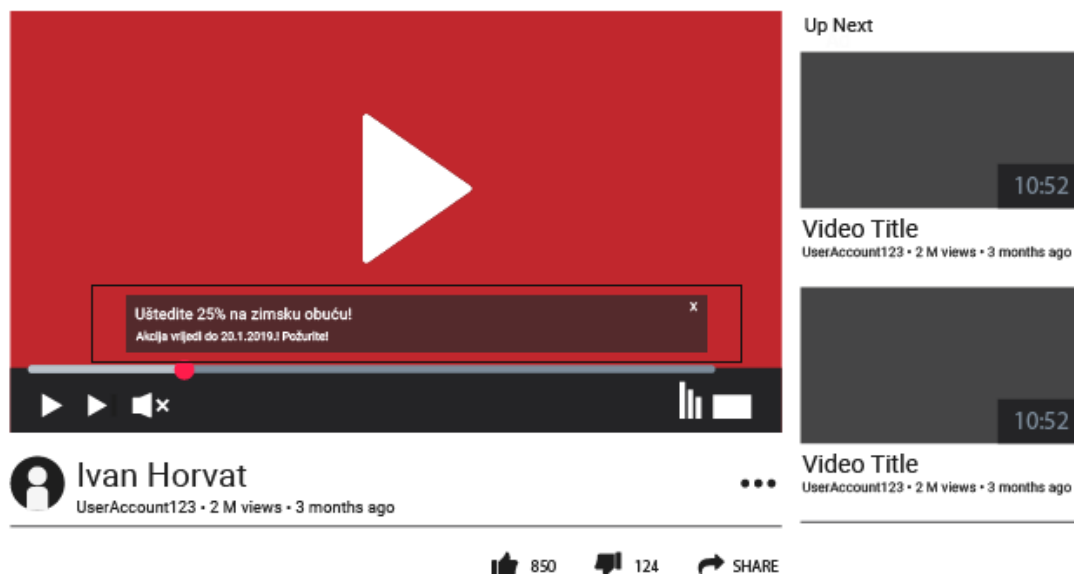 Up Next
10:52
Video Title
UserAccount123 • 2 M views • 3 months ago
Uštedite 25% na zimsku obuću!
x
Akcija vrijedi do 20.1.2019.! Požurite!
10:52
Video Title
UserAccount123 • 2 M views • 3 months ago
Ivan Horvat
UserAccount123 • 2 M views • 3 months ago
850
124
SHARE